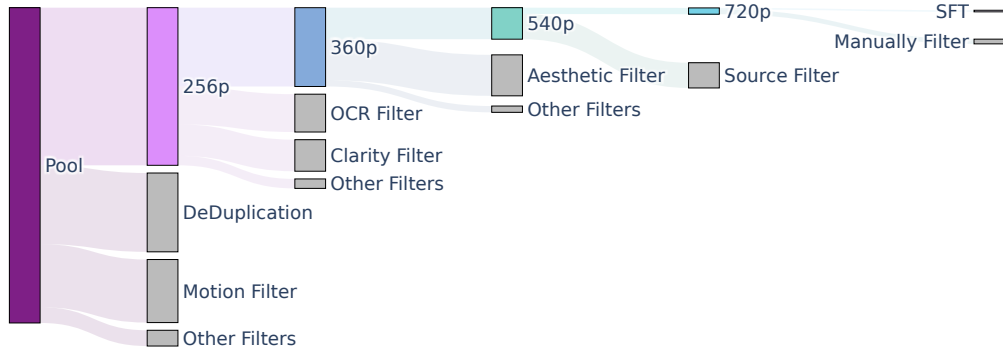 Pool
256p
DeDuplication
Motion Filter
Other Filters
360p
OCR Filter
Clarity Filter
Other Filters
540p
Aesthetic Filter
Other Filters
720p
Source Filter
SFT
Manually Filter